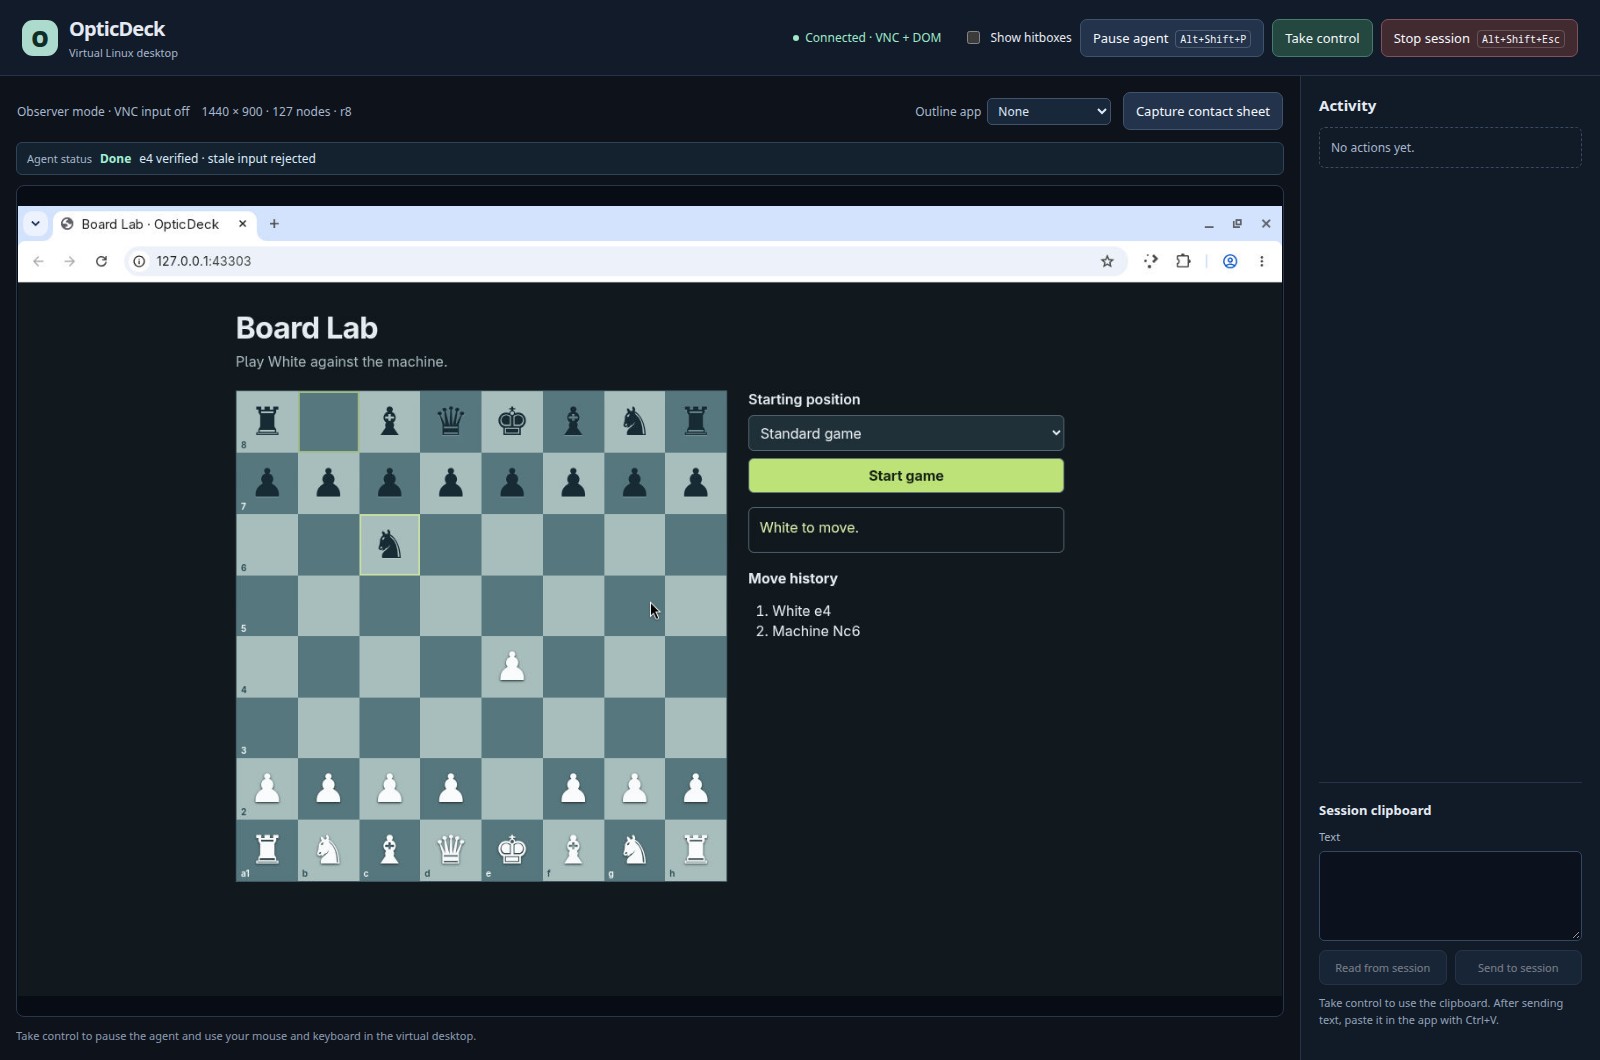 O
OpticDeck
Virtual Linux desktop
Connected · VNC + DOM
Show hitboxes
Pause agent Alt+Shift+P
Take control
Stop session Alt+Shift+Esc
Observer mode · VNC input off 1440 × 900 · 127 nodes · r8
Outline app None
Capture contact sheet
Agent status Done e4 verified · stale input rejected
Board Lab · OpticDeck
127.0.0.1:43303
Board Lab
Play White against the machine.
8
7
6
5
4
3
2
a1 b c d e f g h
Starting position
Standard game
Start game
White to move.
Move history
1. White e4
2. Machine Nc6
Take control to pause the agent and use your mouse and keyboard in the virtual desktop.
Activity
No actions yet.
Session clipboard
Text
Read from session
Send to session
Take control to use the clipboard. After sending
text, paste it in the app with Ctrl+V.